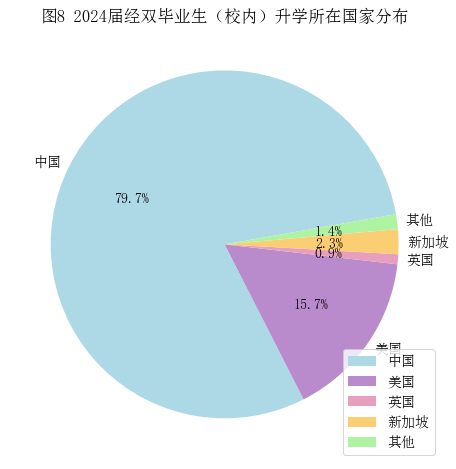 图8 2024届经双毕业生（校内）升学所在国家分布
中国
79.7%
其他
1.4%
新加坡
2.3%
英国
0.9%
15.7%
美国
中国
美国
英国
新加坡
其他